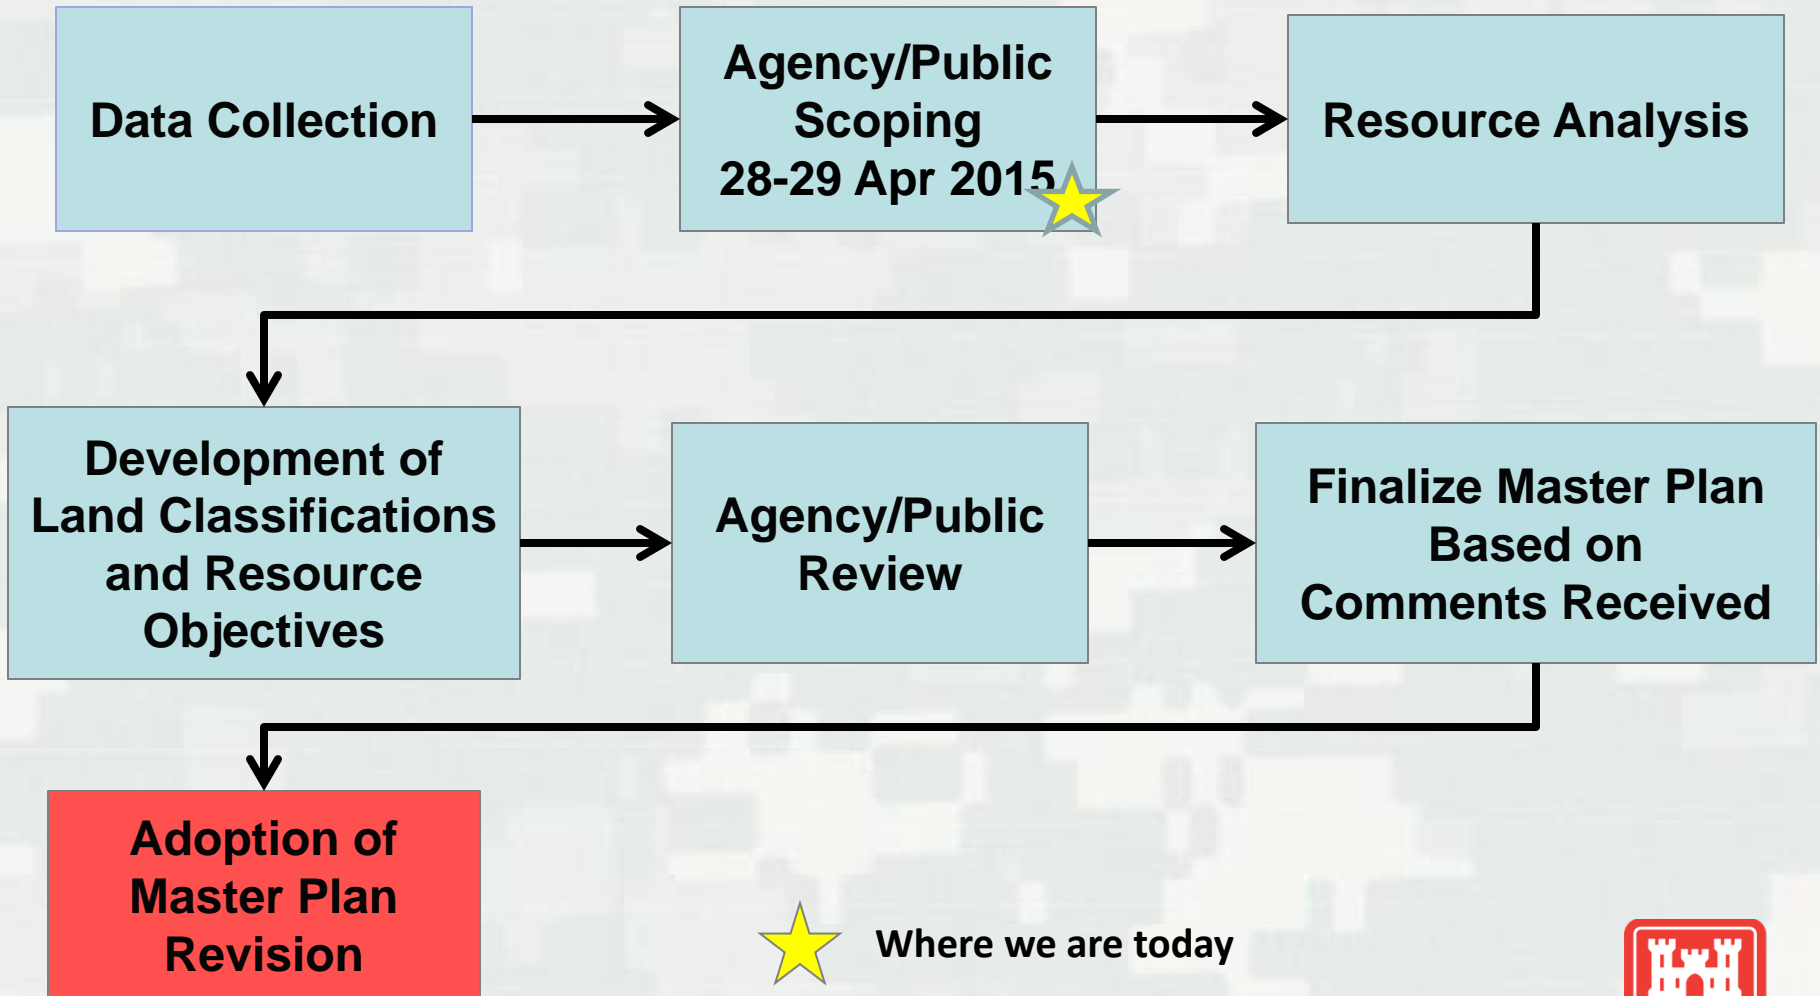 Data Collection
Agency/Public
Scoping
28-29 Apr 2015
Resource Analysis
Development of
Land Classifications
and Resource
Objectives
Agency/Public
Review
Finalize Master Plan
Based on
Comments Received
Adoption of
Master Plan
Revision
Where we are today